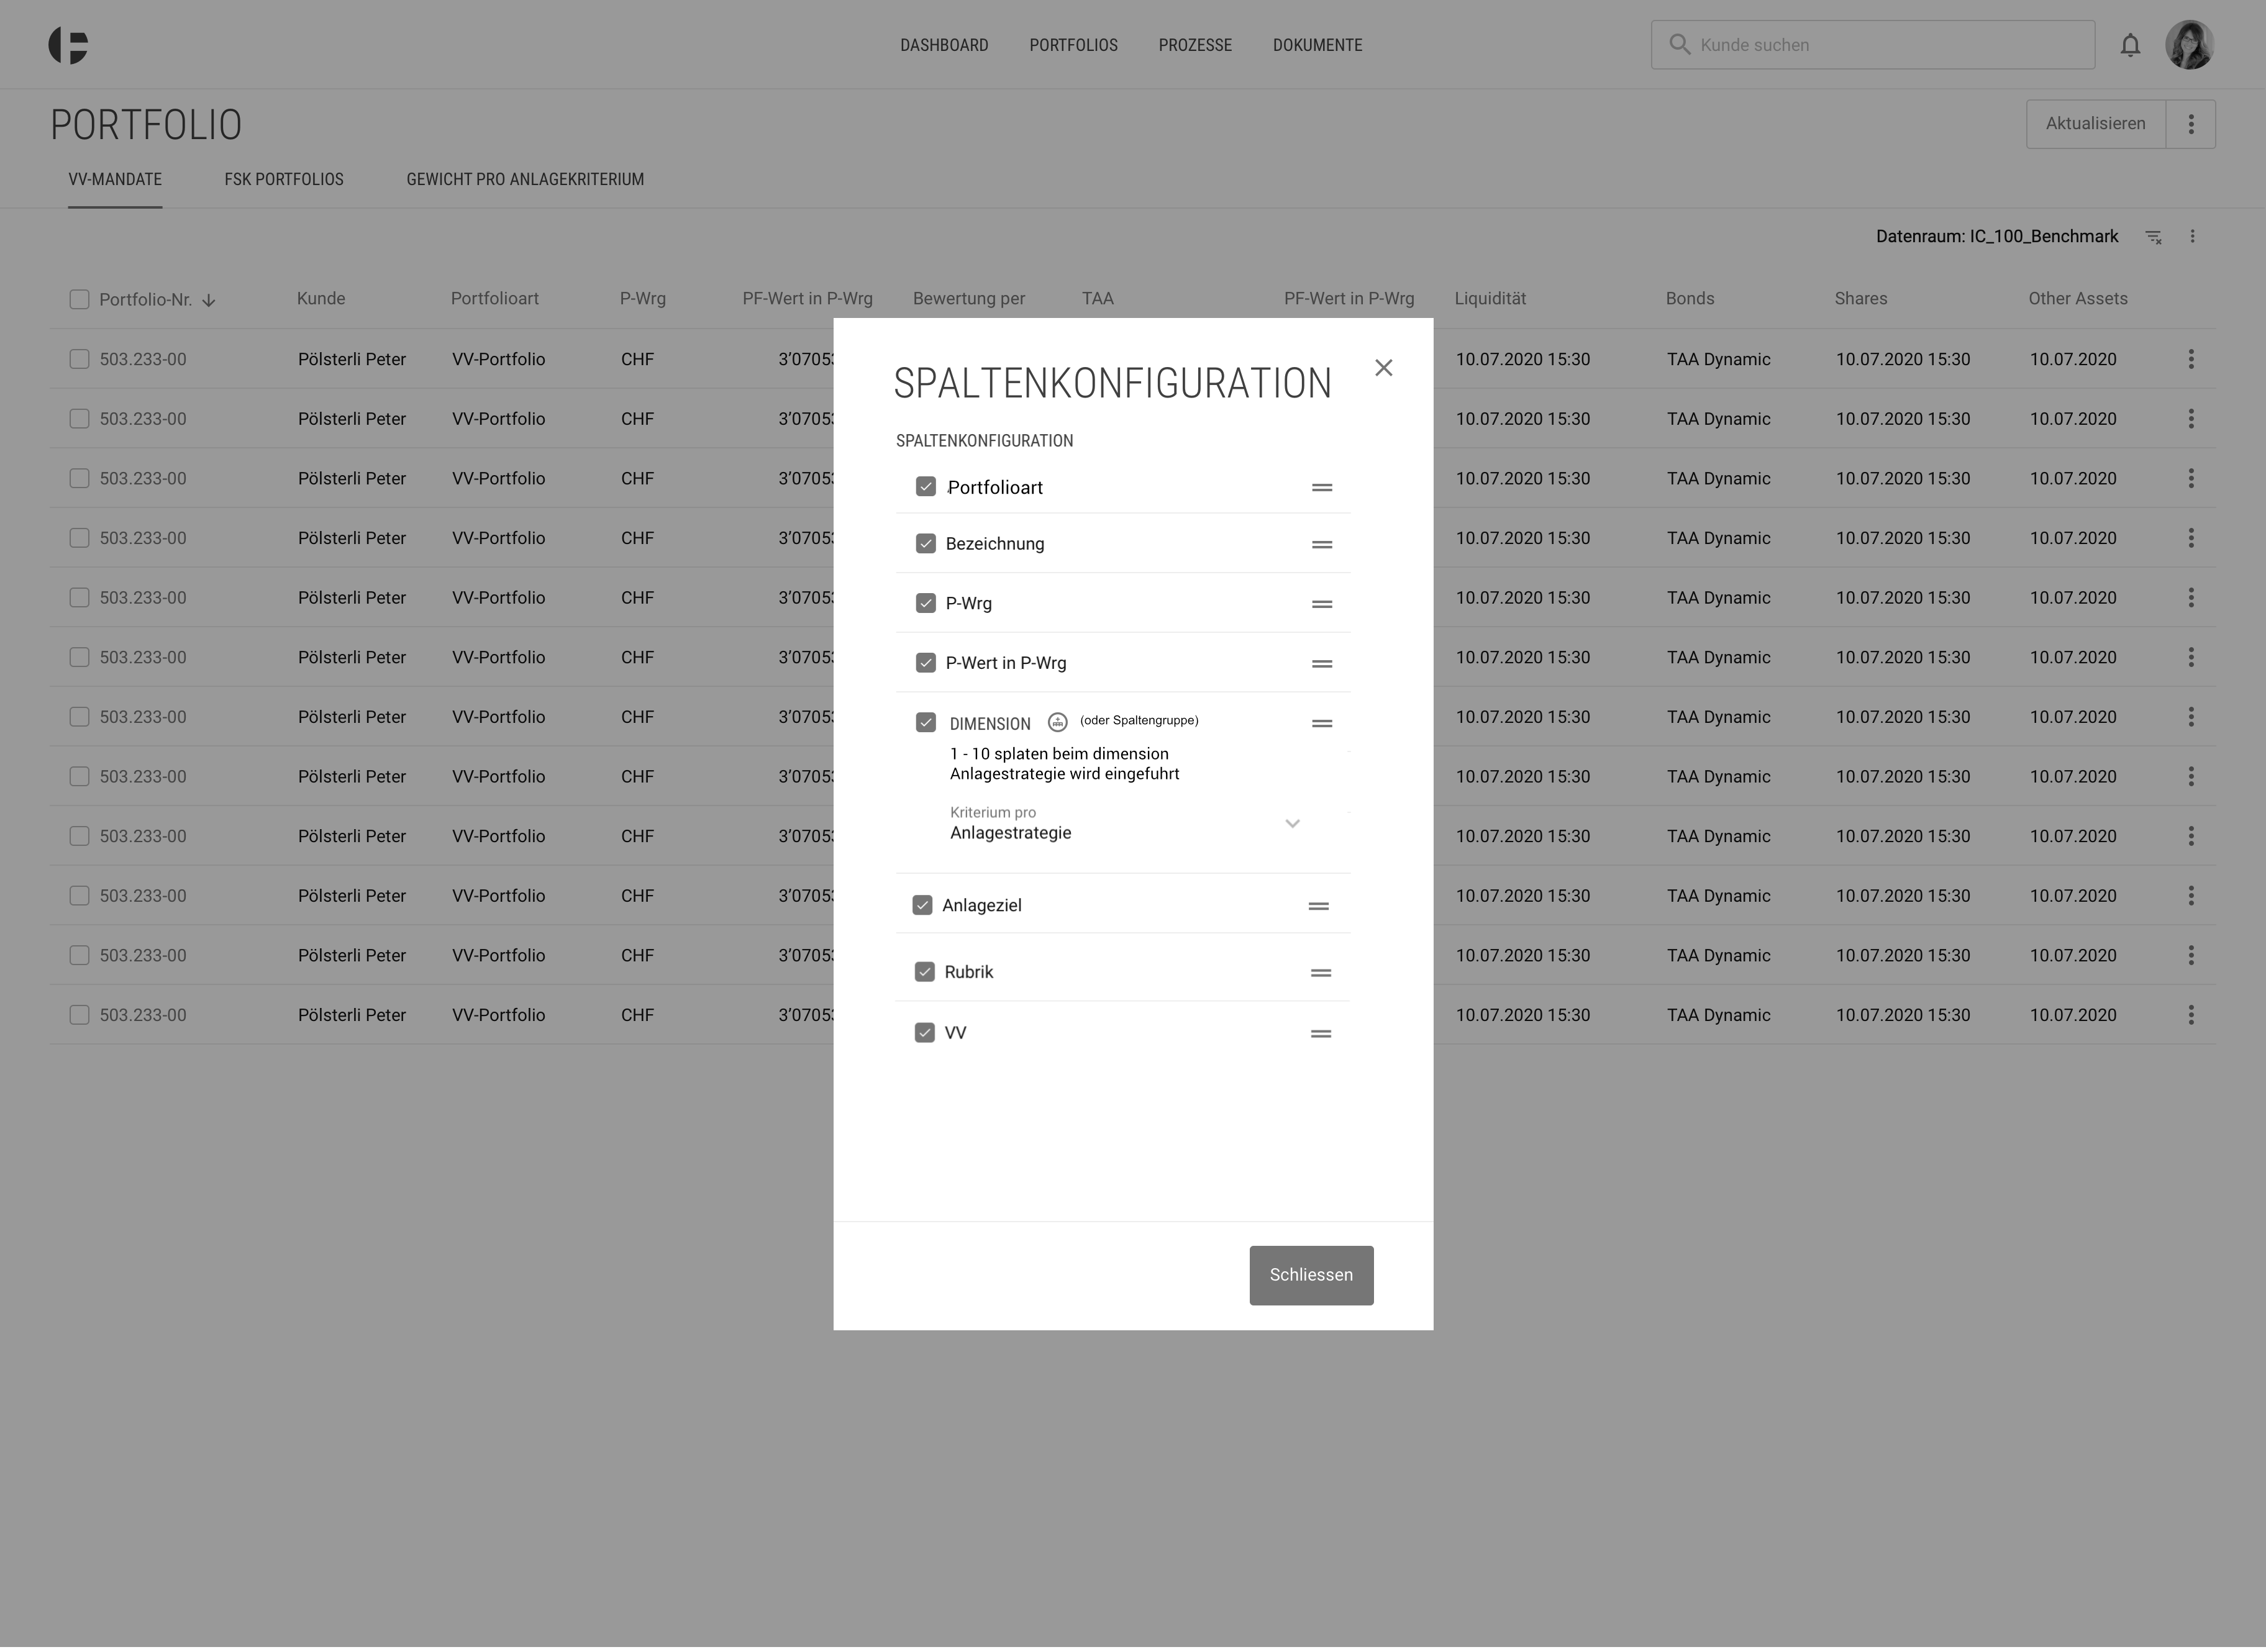 DASHBOARD PORTFOLIOS PROZESSE DOKUMENTE Kunde suchen
PORTFOLIO Aktualisieren
VV-MANDATE FSK PORTFOLIOS GEWICHT PRO ANLAGEKRITERIUM
Datenraum: IC_100_Benchmark
Portfolio-Nr. Kunde Portfolioart P-Wrg PF-Wert in P-Wrg Bewertung per TAA PF-Wert in P-Wrg Liquidität Bonds Shares Other Assets
503.233-00 Pölsterli Peter VV-Portfolio CHF 3'0705 10.07.2020 15:30 TAA Dynamic 10.07.2020 15:30 10.07.2020
503.233-00 Pölsterli Peter VV-Portfolio CHF 3'0705 10.07.2020 15:30 TAA Dynamic 10.07.2020 15:30 10.07.2020
503.233-00 Pölsterli Peter VV-Portfolio CHF 3'0705 10.07.2020 15:30 TAA Dynamic 10.07.2020 15:30 10.07.2020
503.233-00 Pölsterli Peter VV-Portfolio CHF 3'0705 10.07.2020 15:30 TAA Dynamic 10.07.2020 15:30 10.07.2020
503.233-00 Pölsterli Peter VV-Portfolio CHF 3'0705 10.07.2020 15:30 TAA Dynamic 10.07.2020 15:30 10.07.2020
503.233-00 Pölsterli Peter VV-Portfolio CHF 3'0705 10.07.2020 15:30 TAA Dynamic 10.07.2020 15:30 10.07.2020
503.233-00 Pölsterli Peter VV-Portfolio CHF 3'0705 10.07.2020 15:30 TAA Dynamic 10.07.2020 15:30 10.07.2020
503.233-00 Pölsterli Peter VV-Portfolio CHF 3'0705 10.07.2020 15:30 TAA Dynamic 10.07.2020 15:30 10.07.2020
503.233-00 Pölsterli Peter VV-Portfolio CHF 3'0705 10.07.2020 15:30 TAA Dynamic 10.07.2020 15:30 10.07.2020
503.233-00 Pölsterli Peter VV-Portfolio CHF 3'0705 10.07.2020 15:30 TAA Dynamic 10.07.2020 15:30 10.07.2020
503.233-00 Pölsterli Peter VV-Portfolio CHF 3'0705 10.07.2020 15:30 TAA Dynamic 10.07.2020 15:30 10.07.2020
503.233-00 Pölsterli Peter VV-Portfolio CHF 3'0705 10.07.2020 15:30 TAA Dynamic 10.07.2020 15:30 10.07.2020
SPALTENKONFIGURATION
SPALTENKONFIGURATION
Portfolioart
Bezeichnung
P-Wrg
P-Wert in P-Wrg
DIMENSION (oder Spaltengruppe)
1 - 10 splaten beim dimension
Anlagestrategie wird eingefuhrt
Kriterium pro
Anlagestrategie
Anlageziel
Rubrik
VV
Schliessen